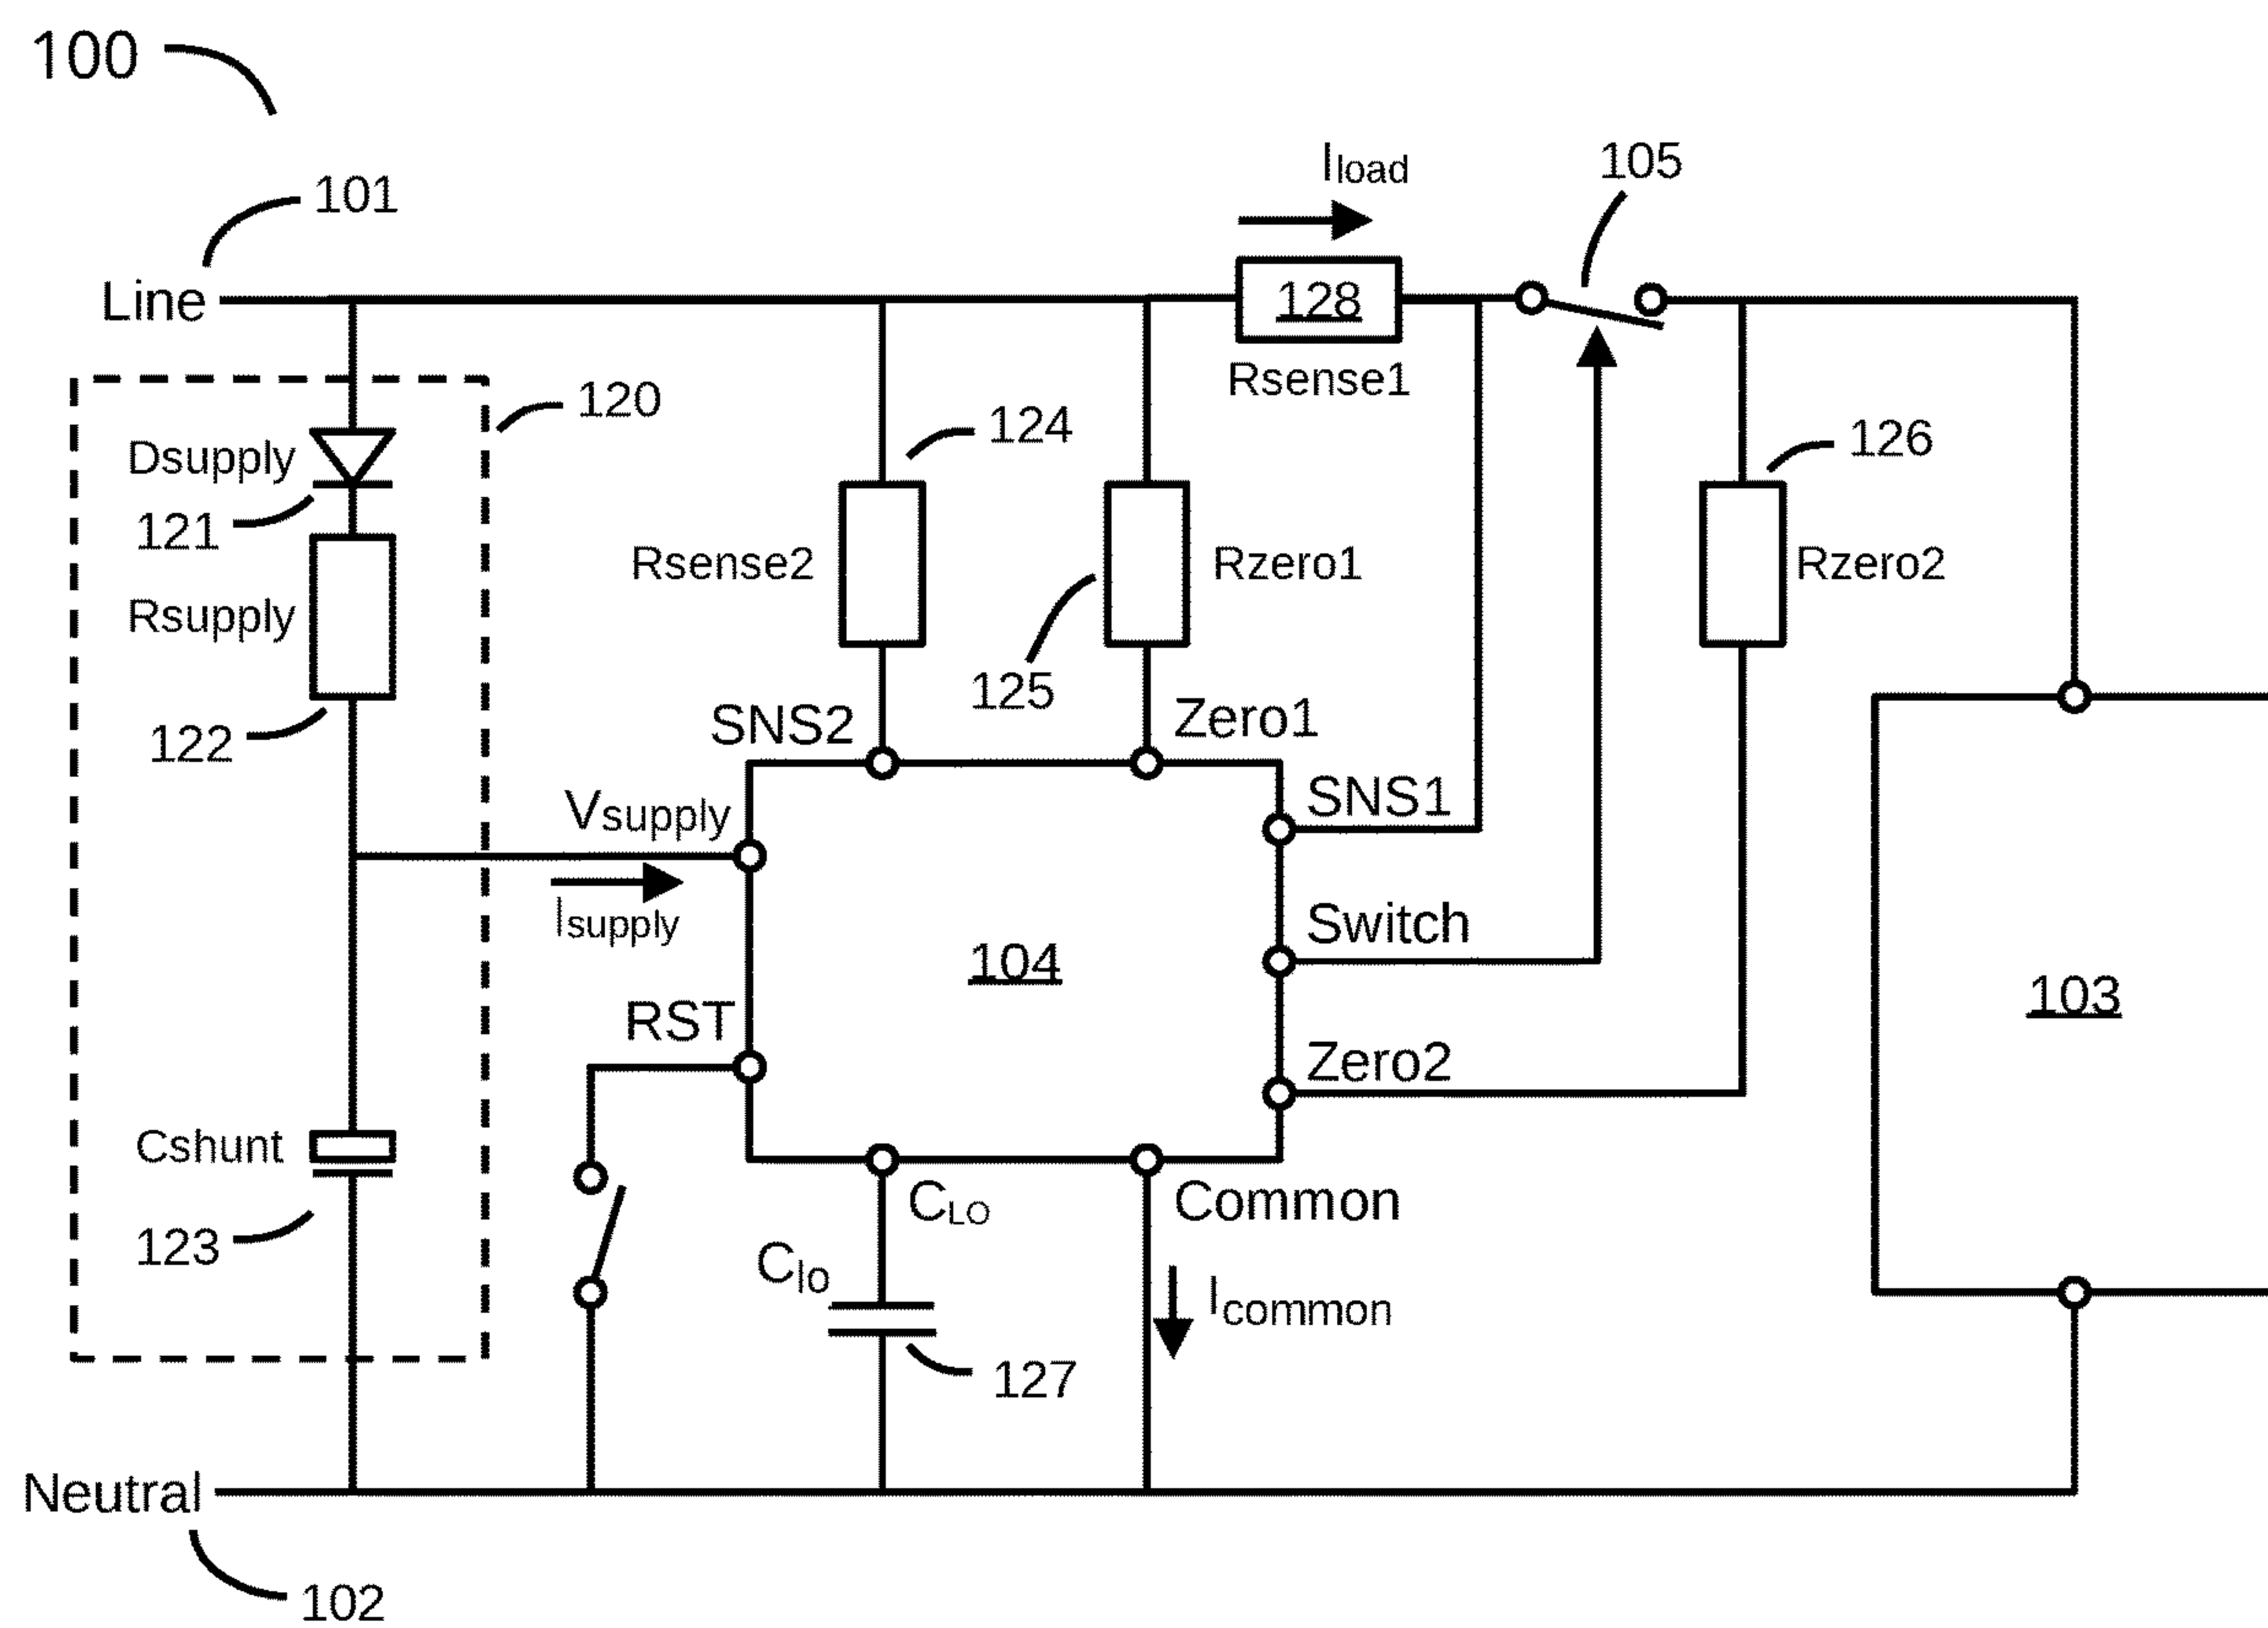 100
101
Line
Iload
105
128
Rsense1
120
Dsupply
121
Rsupply
122
124
Rsense2
125
Rzero1
126
Rzero2
SNS2
Zero1
SNS1
Vsupply
Isupply
104
Switch
RST
Zero2
103
Cshunt
123
CLO
Common
Clo
Icommon
127
Neutral
102